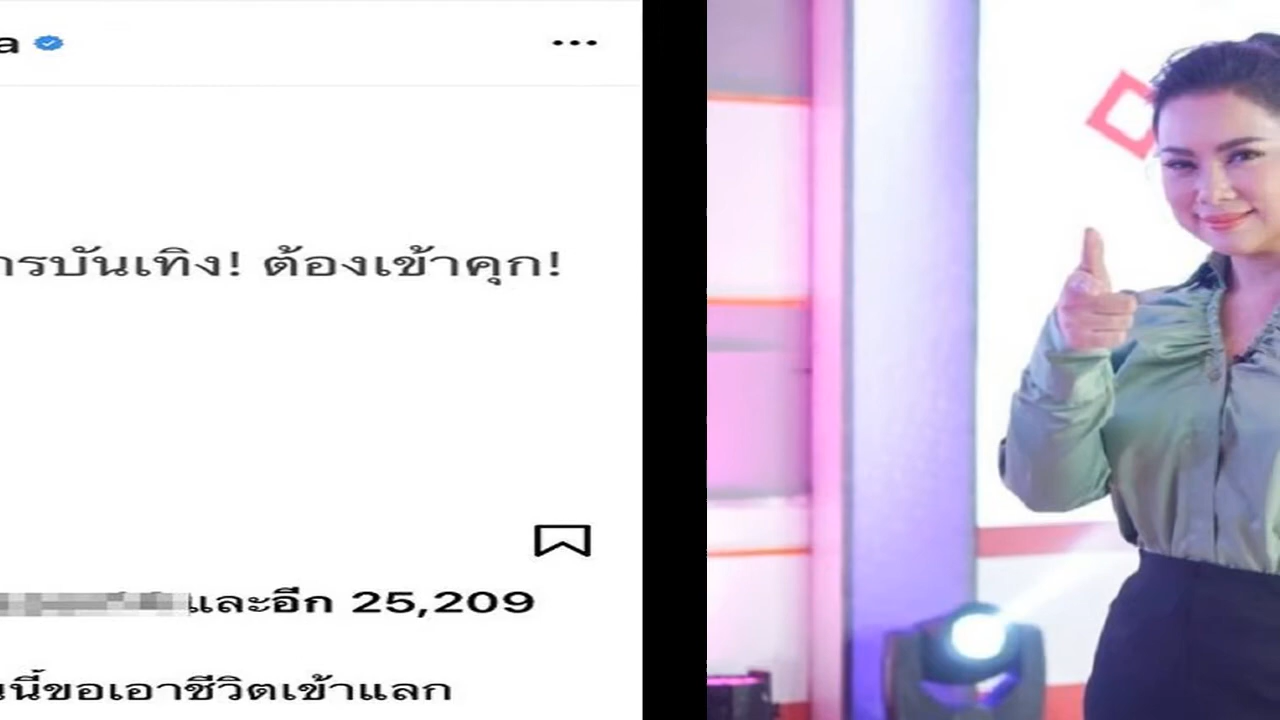 a
ารบันเทิง! ต้องเข้าคุก!
และอีก 25,209
นนี้ขอเอาชีวิตเข้าแลก